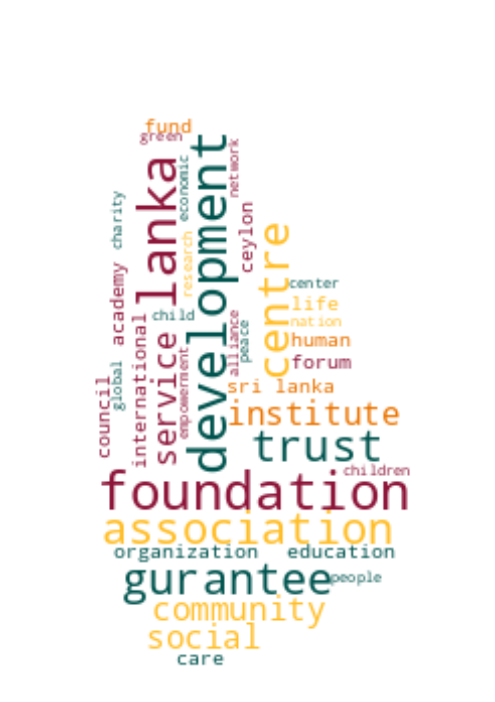 fund
green
lanka
development
economic
network
charity
ceylon
research
centre
academy
center
life
child
nation
international
alliance
peace
human
service
empowerment
forum
global
council
sri lanka
institute
trust
children
foundation
association
organization education
gurantee
people
community
social
care